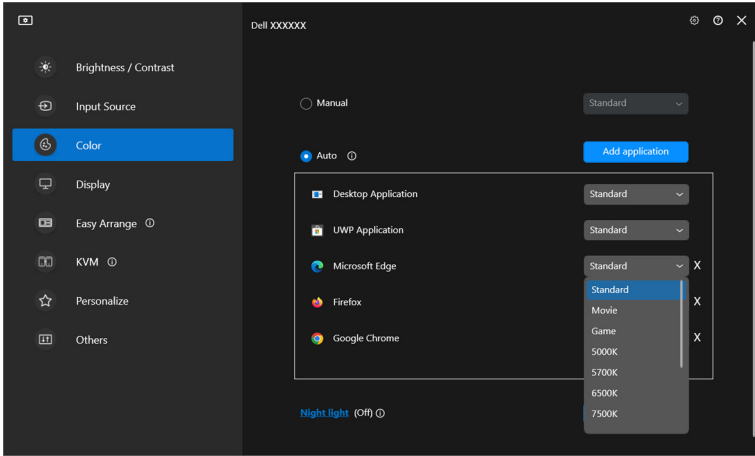 Dell XXXXXX
Brightness / Contrast
Input Source
Color
Display
Easy Arrange
KVM
Personalize
Others
Manual
Standard
Auto
Add application
Desktop Application
Standard
UWP Application
Standard
Microsoft Edge
Standard
X
Standard
Movie
Game
5000K
5700K
6500K
7500K
Firefox
X
Google Chrome
X
Night light (Off)